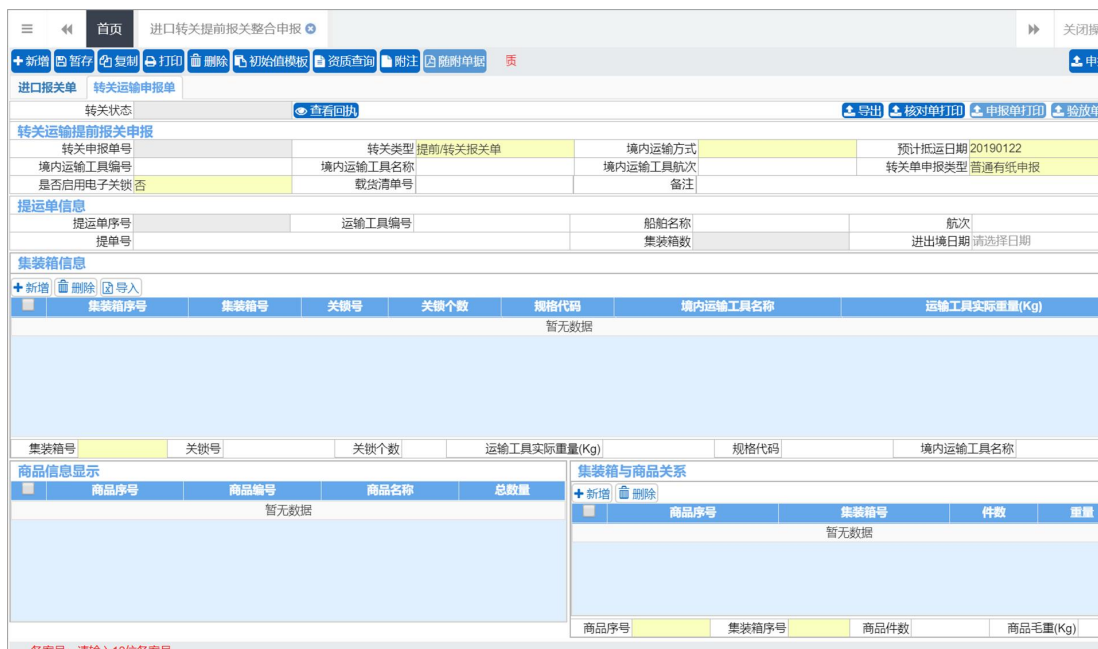 首页 进口转关提前报关整合申报 关闭操
新增 暂存 复制 打印 删除 初始值模板 资质查询 附注 随附单据 页 申
进口报关单 转关运输申报单
转关状态 查看回执 导出 核对单打印 申报单打印 验放单
转关运输提前报关申报
转关申报单号 转关类型 提前/转关报关单 境内运输方式 预计抵运日期 20190122
境内运输工具编号 境内运输工具名称 境内运输工具航次 转关单申报类型 普通有纸申报
是否启用电子关锁 否 载货清单号 备注
提运单信息
提运单序号 运输工具编号 船舶名称 航次
提单号 集装箱数 进出境日期 请选择日期
集装箱信息
新增 删除 导入
集装箱序号 集装箱号 关锁号 关锁个数 规格代码 境内运输工具名称 运输工具实际重量(Kg)
暂无数据
集装箱号 关锁号 关锁个数 运输工具实际重量(Kg) 规格代码 境内运输工具名称
商品信息显示
商品序号 商品编号 商品名称 总数量
暂无数据
集装箱与商品关系
新增 删除
商品序号 集装箱号 件数 重量
暂无数据
商品序号 集装箱序号 商品件数 商品毛重(Kg)